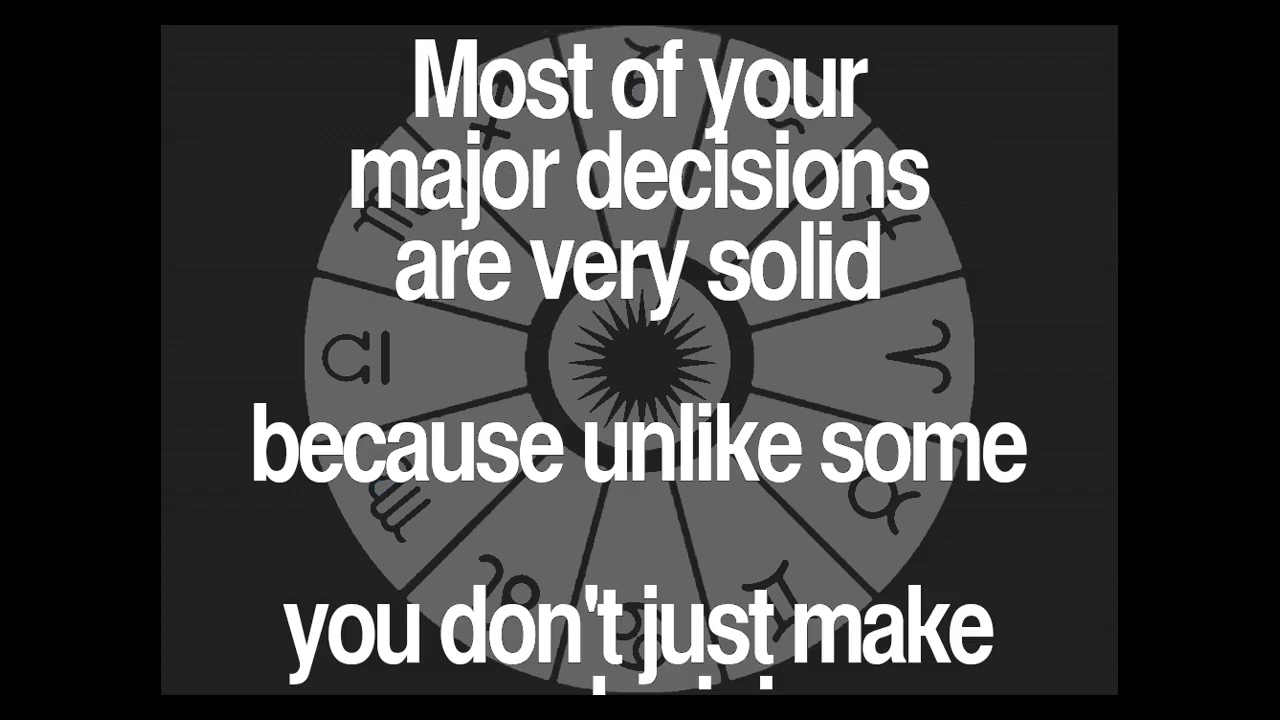 Most of your
major decisions
are very solid
because unlike some
you don't just make